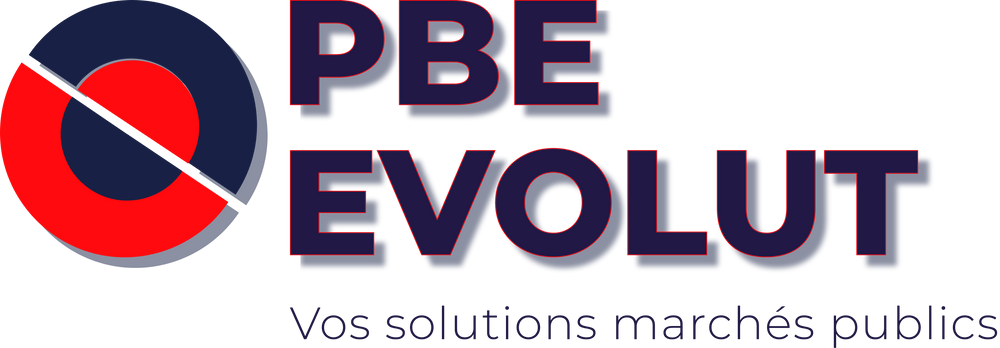 PBE
EVOLUT
Vos solutions marchés publics